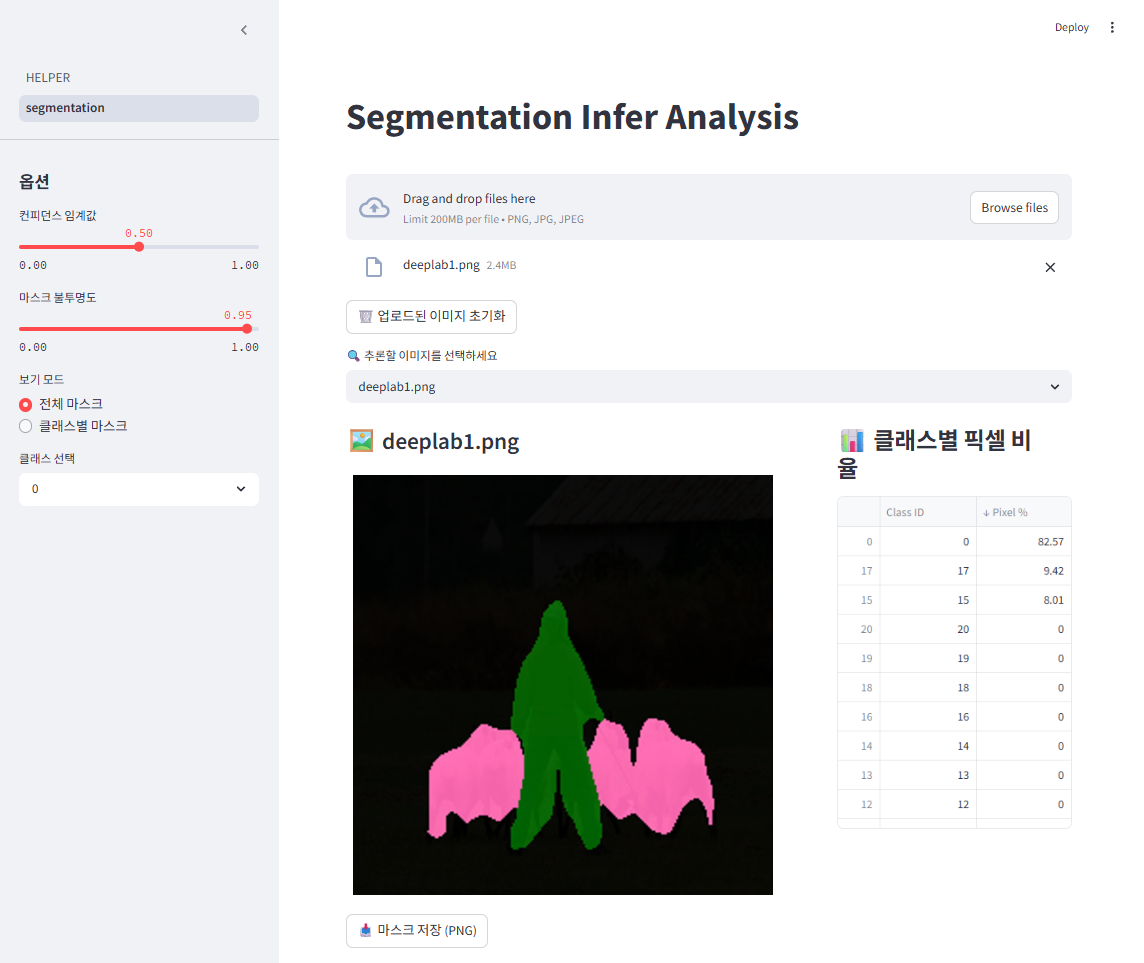 Deploy
HELPER
segmentation
옵션
컨피던스 임계값
0.50
0.00 1.00
마스크 불투명도
0.95
0.00 1.00
보기 모드
전체 마스크
클래스별 마스크
클래스 선택
0
Segmentation Infer Analysis
Drag and drop files here
Limit 200MB per file • PNG, JPG, JPEG
Browse files
deeplab1.png 2.4MB
업로드된 이미지 초기화
추론할 이미지를 선택하세요
deeplab1.png
deeplab1.png
마스크 저장 (PNG)
클래스별 픽셀 비
율
Class ID ↓ Pixel %
0 0 82.57
17 17 9.42
15 15 8.01
20 20 0
19 19 0
18 18 0
16 16 0
14 14 0
13 13 0
12 12 0